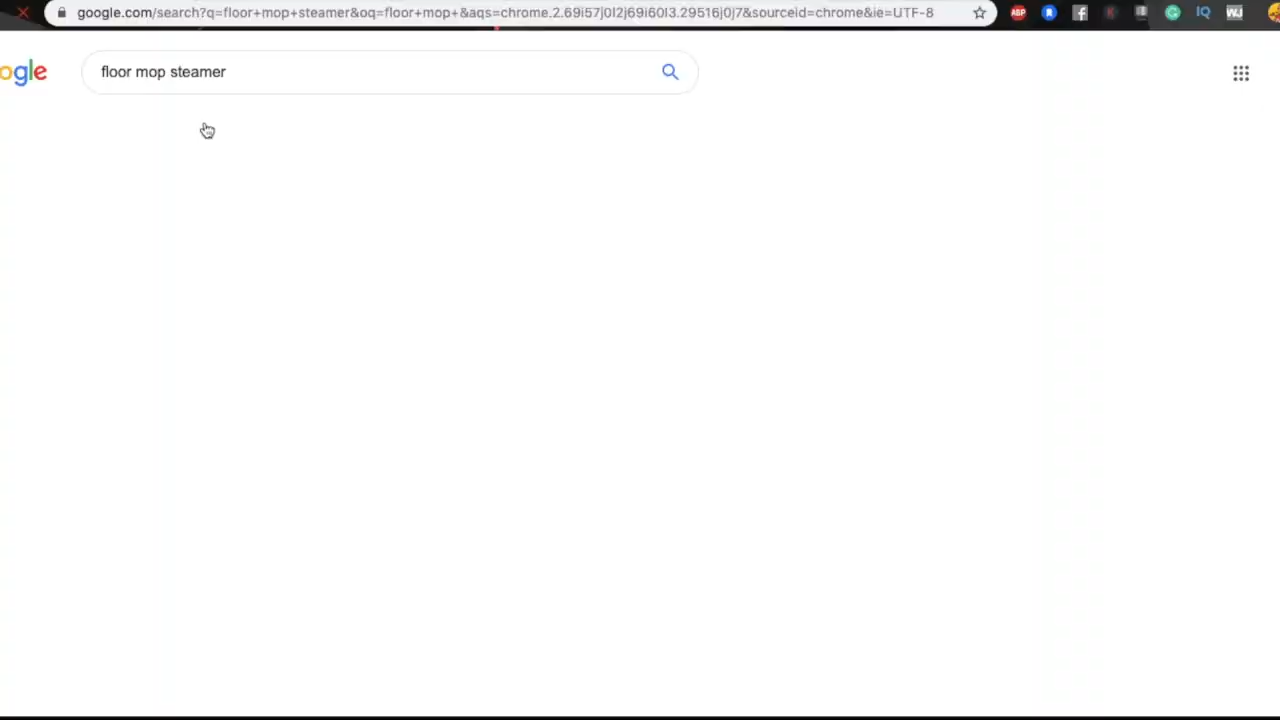 google.com/search?q=floor+mop+steamer&oq=floor+mop+&aqs=chrome.2.69i57j0l2j69i60l3.29516j0j7&sourceid=chrome&ie=UTF-8
ABP
f
K
G
IQ
WJ
ogle
floor mop steamer